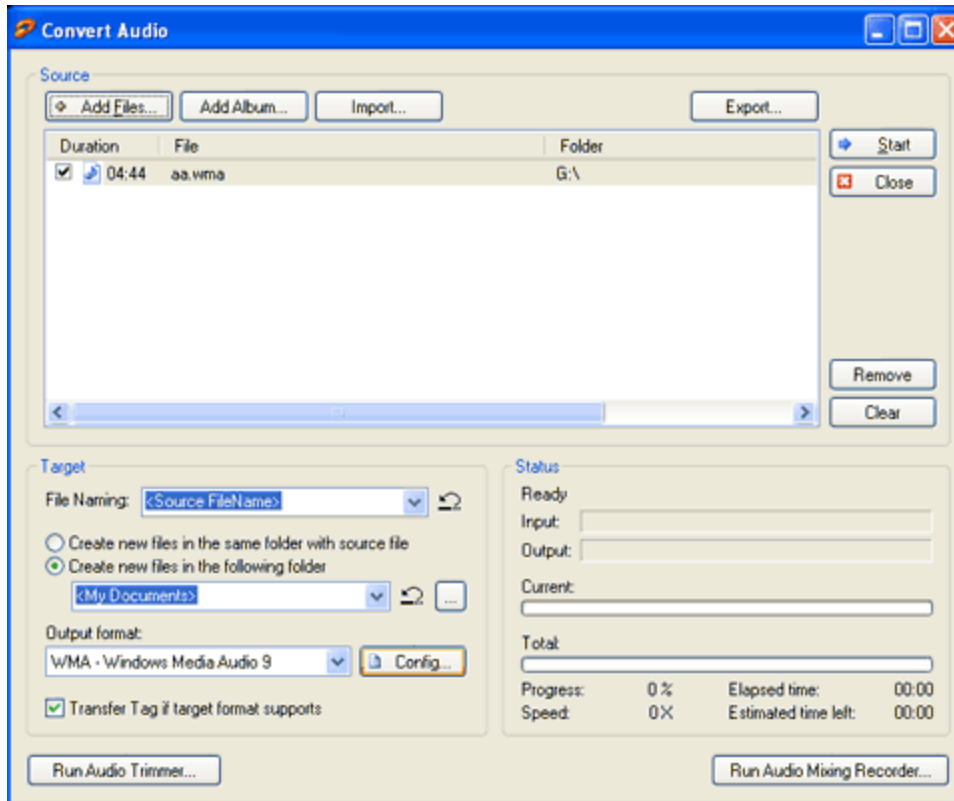 Convert Audio
Source
Add Files... Add Album... Import... Export...
Duration File Folder
04:44 aa.wma G:\
Start
Close
Remove
Clear
Target
File Naming: <Source FileName>
Create new files in the same folder with source file
Create new files in the following folder
<My Documents> ...
Output format:
WMA - Windows Media Audio 9 Config...
Transfer Tag if target format supports
Status
Ready
Input:
Output:
Current:
Total:
Progress: 0 % Elapsed time: 00:00
Speed: 0X Estimated time left: 00:00
Run Audio Trimmer... Run Audio Mixing Recorder...